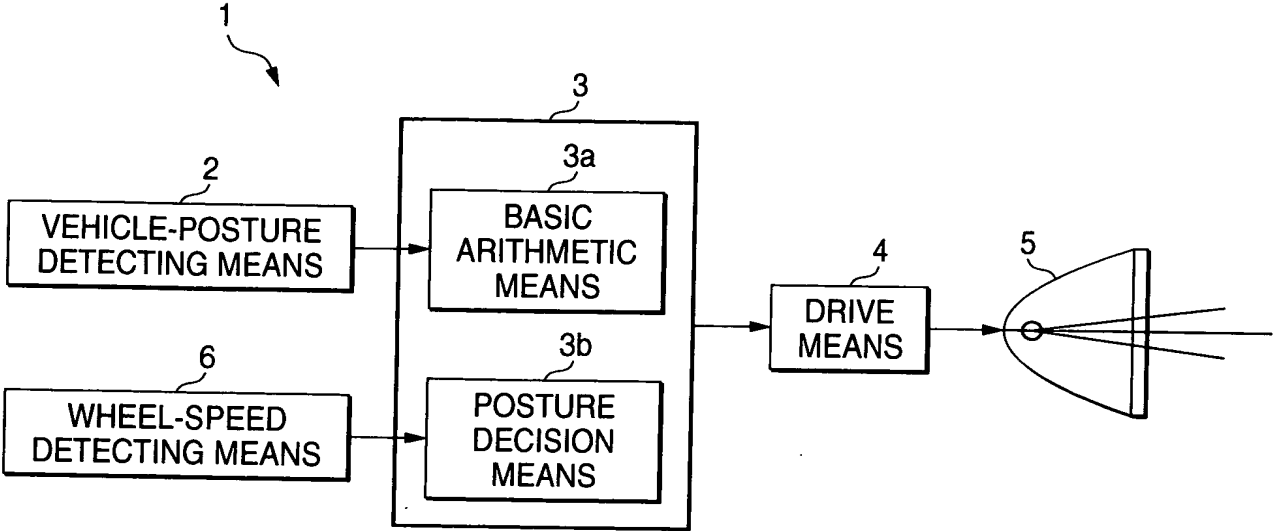 1
3
2
VEHICLE-POSTURE
DETECTING MEANS
3a
BASIC
ARITHMETIC
MEANS
4
DRIVE
MEANS
5
6
WHEEL-SPEED
DETECTING MEANS
3b
POSTURE
DECISION
MEANS